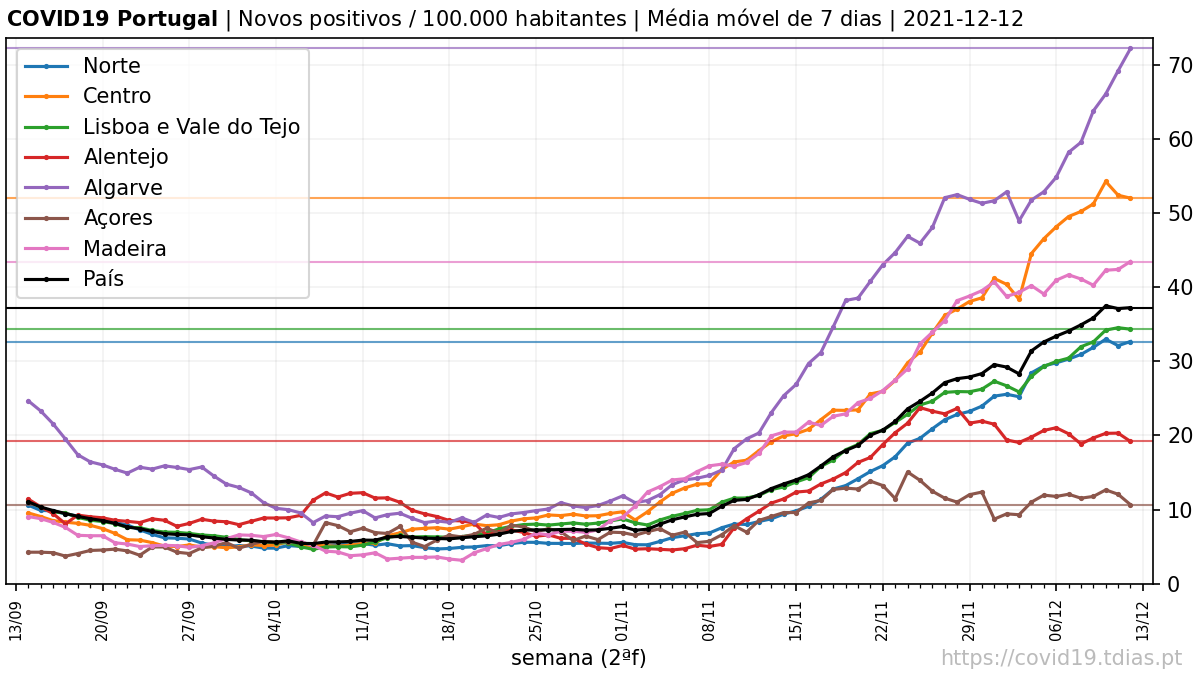 COVID19 Portugal | Novos positivos / 100.000 habitantes | Média móvel de 7 dias | 2021-12-12
Norte
Centro
Lisboa e Vale do Tejo
Alentejo
Algarve
Açores
Madeira
País
70
60
50
40
30
20
10
0
13/09
20/09
27/09
04/10
11/10
18/10
25/10
01/11
08/11
15/11
22/11
29/11
06/12
13/12
semana (2ªf)
https://covid19.tdias.pt